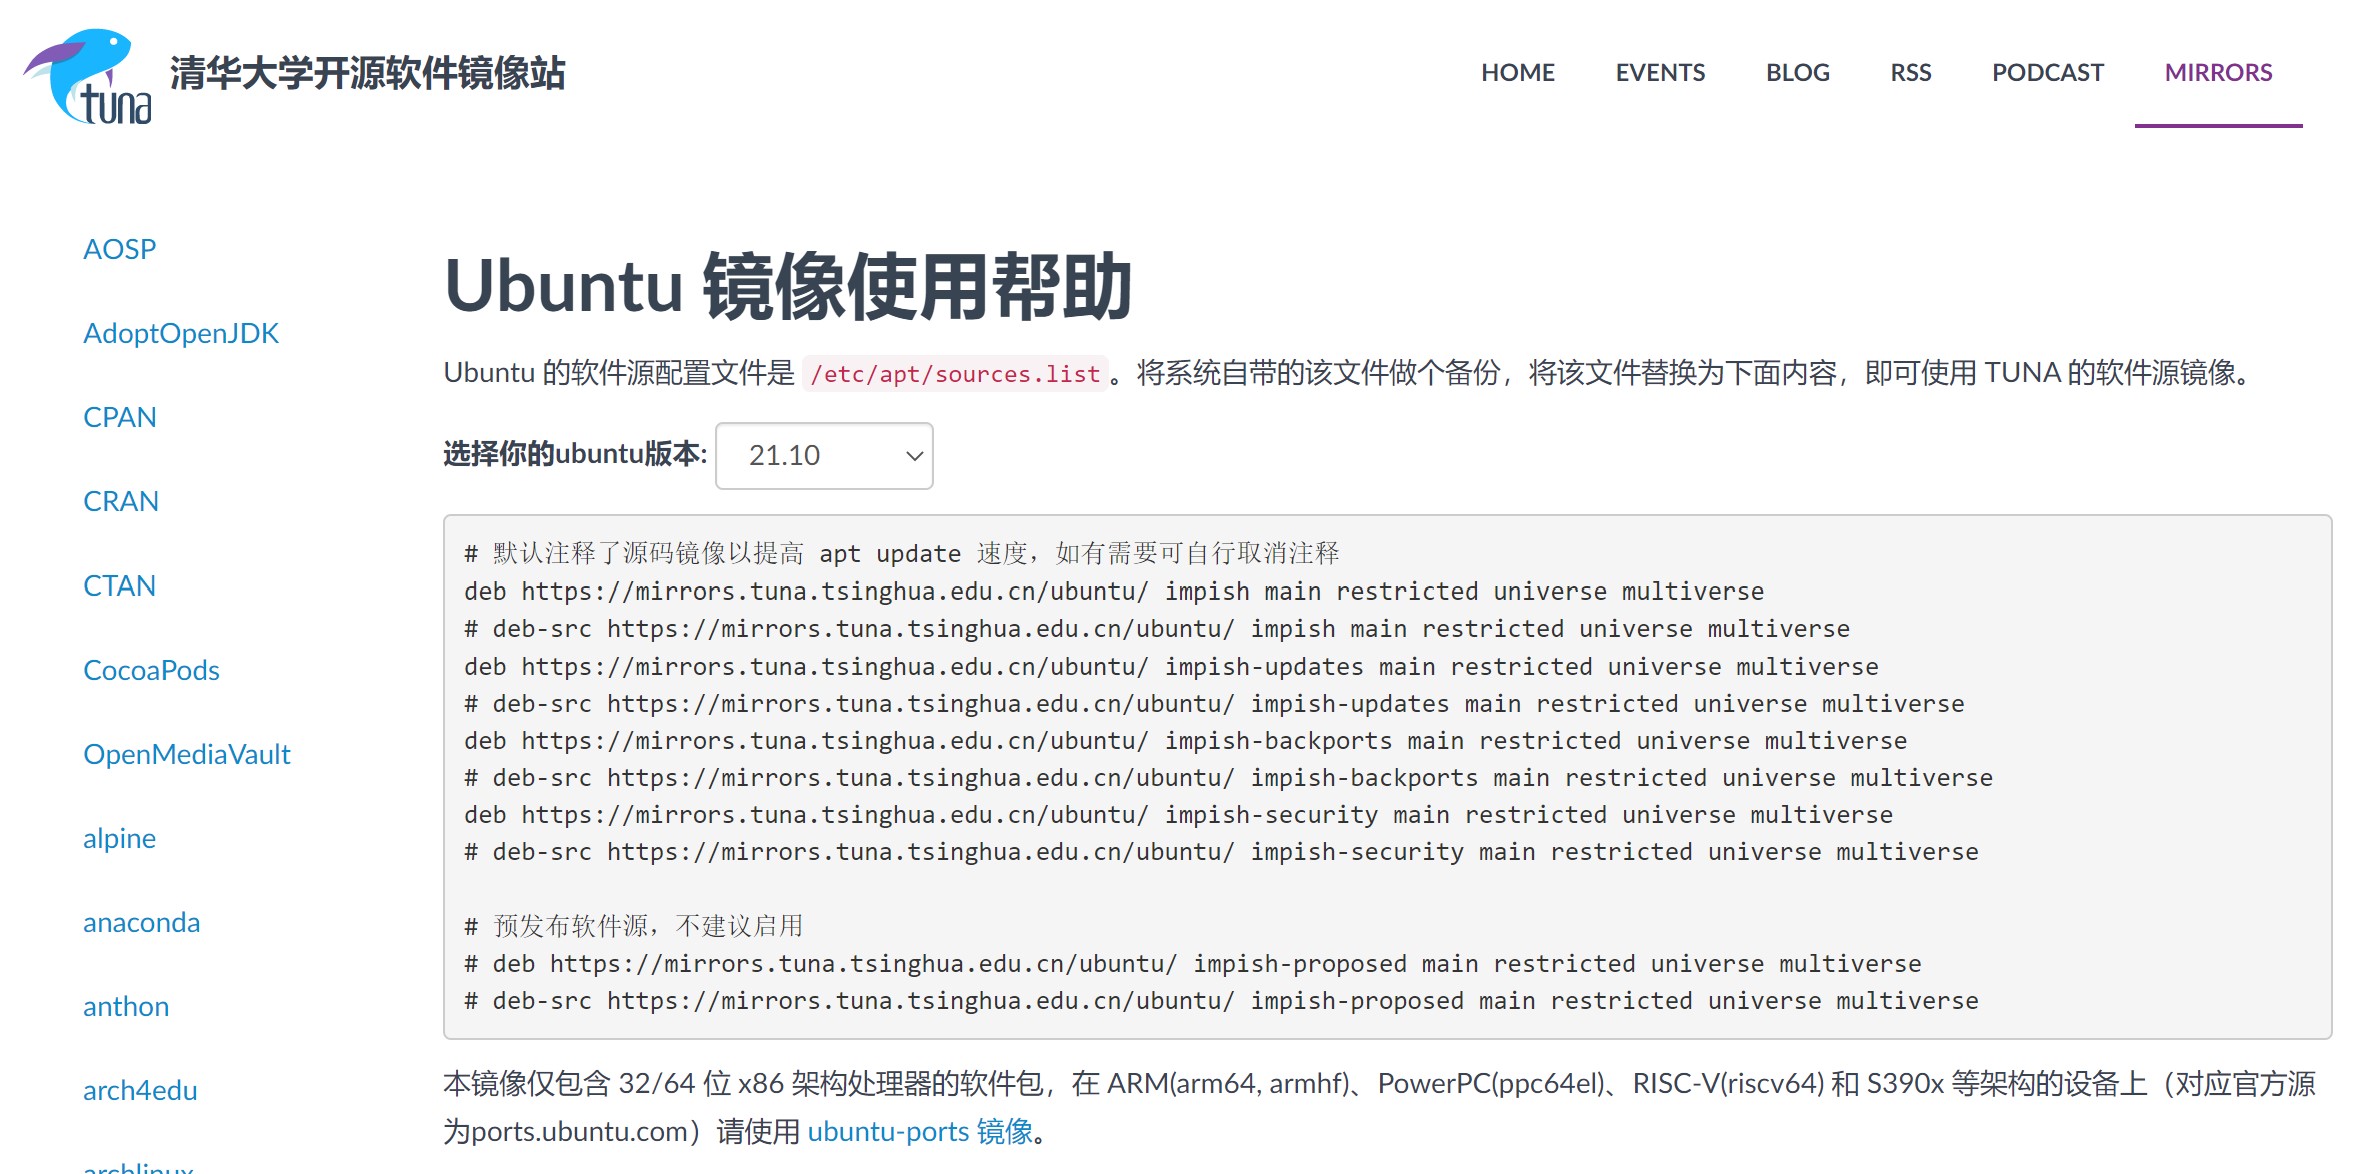 tuna
清华大学开源软件镜像站
HOME EVENTS BLOG RSS PODCAST MIRRORS
AOSP
AdoptOpenJDK
CPAN
CRAN
CTAN
CocoaPods
OpenMediaVault
alpine
anaconda
anthon
arch4edu
archlinux
Ubuntu 镜像使用帮助
Ubuntu 的软件源配置文件是 /etc/apt/sources.list。将系统自带的该文件做个备份，将该文件替换为下面内容，即可使用 TUNA 的软件源镜像。
选择你的ubuntu版本: 21.10
# 默认注释了源码镜像以提高 apt update 速度，如有需要可自行取消注释
deb https://mirrors.tuna.tsinghua.edu.cn/ubuntu/ impish main restricted universe multiverse
# deb-src https://mirrors.tuna.tsinghua.edu.cn/ubuntu/ impish main restricted universe multiverse
deb https://mirrors.tuna.tsinghua.edu.cn/ubuntu/ impish-updates main restricted universe multiverse
# deb-src https://mirrors.tuna.tsinghua.edu.cn/ubuntu/ impish-updates main restricted universe multiverse
deb https://mirrors.tuna.tsinghua.edu.cn/ubuntu/ impish-backports main restricted universe multiverse
# deb-src https://mirrors.tuna.tsinghua.edu.cn/ubuntu/ impish-backports main restricted universe multiverse
deb https://mirrors.tuna.tsinghua.edu.cn/ubuntu/ impish-security main restricted universe multiverse
# deb-src https://mirrors.tuna.tsinghua.edu.cn/ubuntu/ impish-security main restricted universe multiverse
# 预发布软件源，不建议启用
# deb https://mirrors.tuna.tsinghua.edu.cn/ubuntu/ impish-proposed main restricted universe multiverse
# deb-src https://mirrors.tuna.tsinghua.edu.cn/ubuntu/ impish-proposed main restricted universe multiverse
本镜像仅包含 32/64 位 x86 架构处理器的软件包，在 ARM(arm64, armhf)、PowerPC(ppc64el)、RISC-V(riscv64) 和 S390x 等架构的设备上（对应官方源
为ports.ubuntu.com）请使用 ubuntu-ports 镜像。